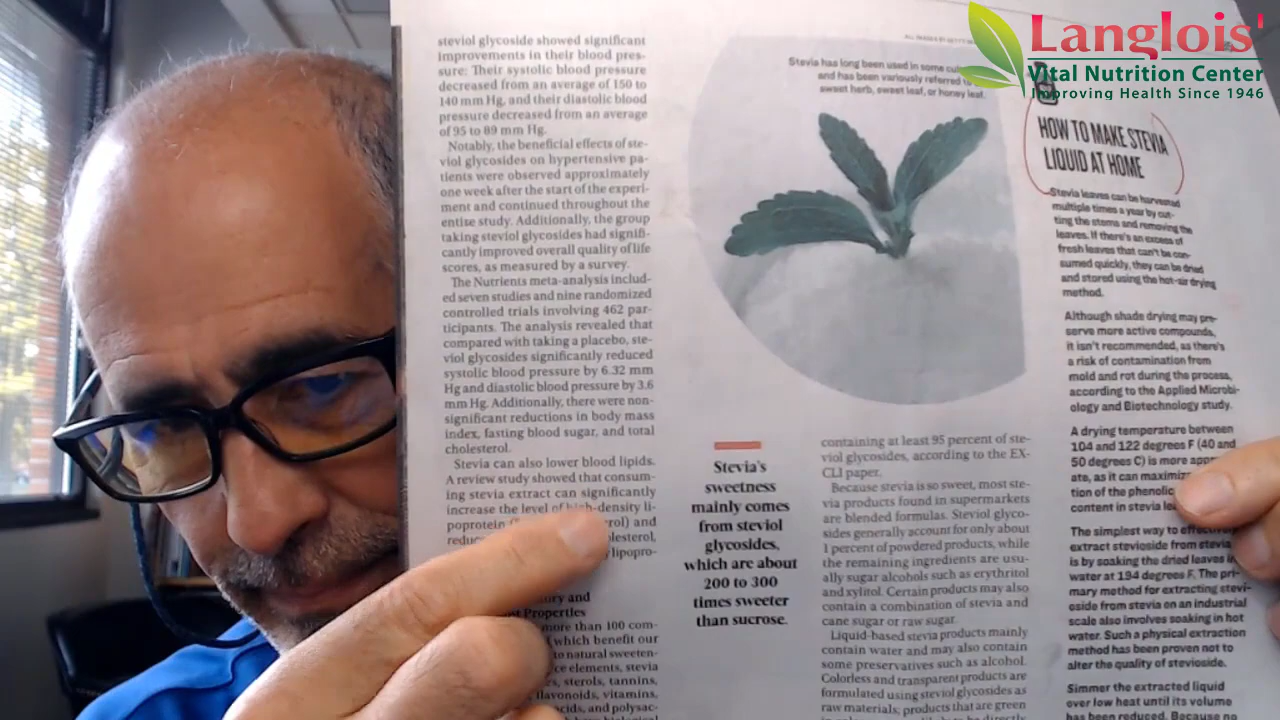 steviol glycoside showed significant
improvements in their blood pres-
sure: Their systolic blood pressure
decreased from an average of 150 to
140 mm Hg, and their diastolic blood
pressure decreased from an average
of 95 to 89 mm Hg.
Notably, the beneficial effects of ste-
viol glycosides on hypertensive pa-
tients were observed approximately
one week after the start of the experi-
ment and continued throughout the
entire study. Additionally, the group
taking steviol glycosides had signifi-
cantly improved overall quality of life
scores, as measured by a survey.
The Nutrients meta-analysis includ-
ed seven studies and nine randomized
controlled trials involving 462 par-
ticipants. The analysis revealed that
compared with taking a placebo, ste-
viol glycosides significantly reduced
systolic blood pressure by 6.32 mm
Hg and diastolic blood pressure by 3.6
mm Hg. Additionally, there were non-
significant reductions in body mass
index, fasting blood sugar, and total
cholesterol.
Stevia can also lower blood lipids.
A review study showed that consum-
ing stevia extract can significantly
increase the level of high-density li-
poprotein and
lipopro-
and
Properties
more than 100 com-
which benefit our
to natural sweeten-
elements, stevia
sterols, tannins,
flavonoids, vitamins,
and polysac-
Stevia has long been used in some
and has been variously referred
sweet herb, sweet leaf, or honey leaf.
Stevia's
sweetness
mainly comes
from steviol
glycosides,
which are about
200 to 300
times sweeter
than sucrose.
containing at least 95 percent of ste-
viol glycosides, according to the EX-
CLI paper.
Because stevia is so sweet, most ste-
via products found in supermarkets
are blended formulas. Steviol glyco-
sides generally account for only about
1 percent of powdered products, while
the remaining ingredients are usu-
ally sugar alcohols such as erythritol
and xylitol. Certain products may also
contain a combination of stevia and
cane sugar or raw sugar.
Liquid-based stevia products mainly
contain water and may also contain
some preservatives such as alcohol.
Colorless and transparent products are
formulated using steviol glycosides as
raw materials; products that are green
Langlois'
Vital Nutrition Center
Improving Health Since 1946
HOW TO MAKE STEVIA
LIQUID AT HOME
Stevia leaves can be harvested
multiple times a year by cut-
ting the stems and removing the
leaves. If there's an excess of
fresh leaves that can't be con-
sumed quickly, they can be dried
and stored using the hot-air drying
method.
Although shade drying may pre-
serve more active compounds,
it isn't recommended, as there's
a risk of contamination from
mold and rot during the process,
according to the Applied Microbi-
ology and Biotechnology study.
A drying temperature between
104 and 122 degrees F (40 and
50 degrees C) is more
ate, as it can
tion of the phenolic
content in stevia
The simplest way to effectively
extract stevioside from stevia
is by soaking the dried leaves in
water at 194 degrees F. The pri-
mary method for extracting stevi-
oside from stevia on an industrial
scale also involves soaking in hot
water. Such a physical extraction
method has been proven not to
alter the quality of stevioside.
Simmer the extracted liquid
over low heat until its volume
has been reduced. Because no